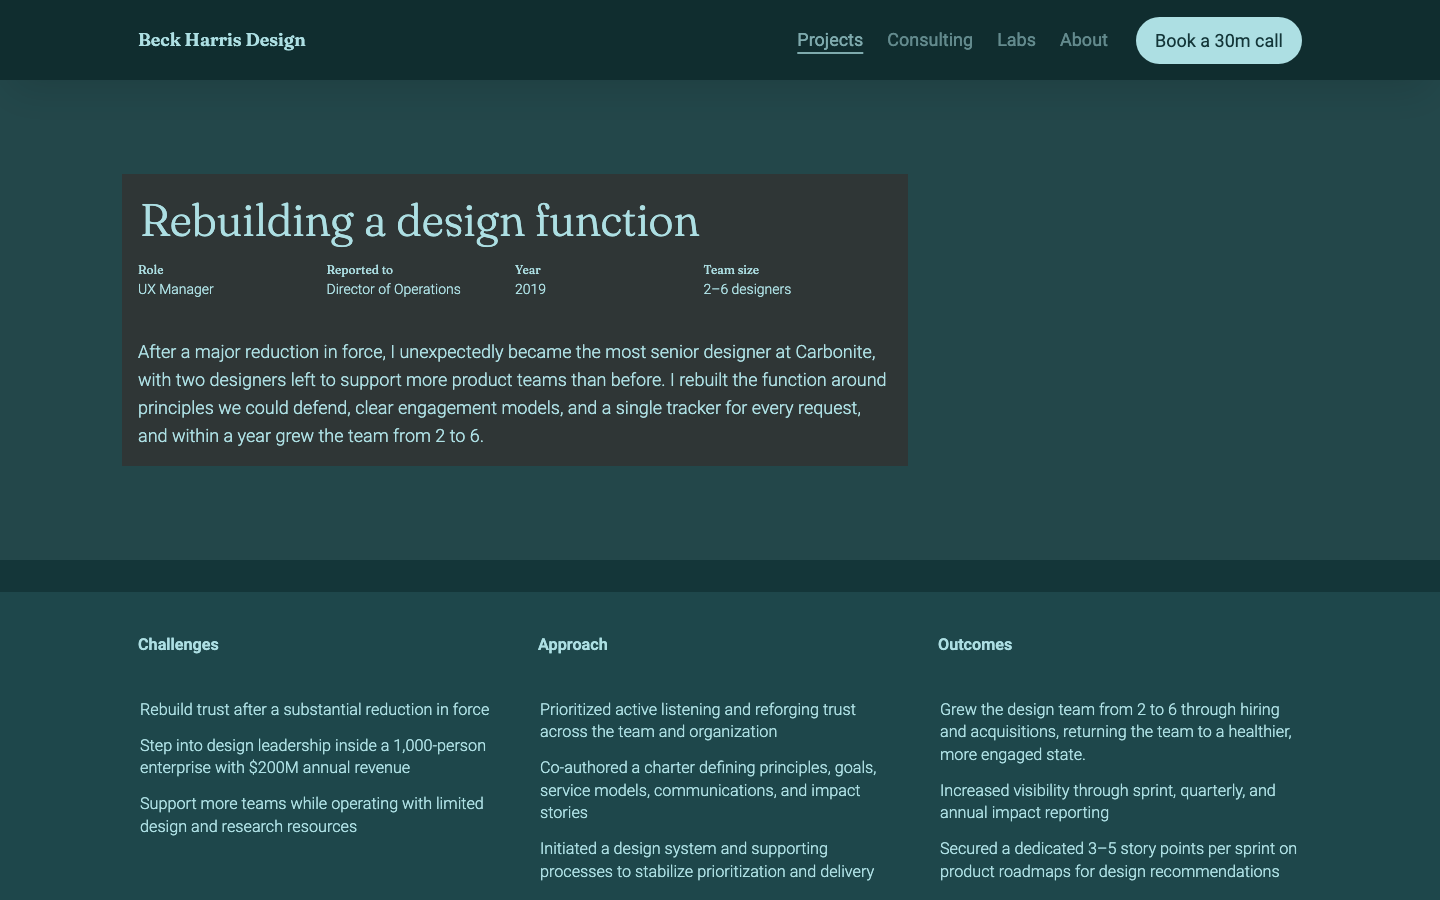 Beck Harris Design
Projects Consulting Labs About Book a 30m call
Rebuilding a design function
Role Reported to Year Team size
UX Manager Director of Operations 2019 2–6 designers
After a major reduction in force, I unexpectedly became the most senior designer at Carbonite,
with two designers left to support more product teams than before. I rebuilt the function around
principles we could defend, clear engagement models, and a single tracker for every request,
and within a year grew the team from 2 to 6.
Challenges
Rebuild trust after a substantial reduction in force
Step into design leadership inside a 1,000-person
enterprise with $200M annual revenue
Support more teams while operating with limited
design and research resources
Approach
Prioritized active listening and reforging trust
across the team and organization
Co-authored a charter defining principles, goals,
service models, communications, and impact
stories
Initiated a design system and supporting
processes to stabilize prioritization and delivery
Outcomes
Grew the design team from 2 to 6 through hiring
and acquisitions, returning the team to a healthier,
more engaged state.
Increased visibility through sprint, quarterly, and
annual impact reporting
Secured a dedicated 3–5 story points per sprint on
product roadmaps for design recommendations